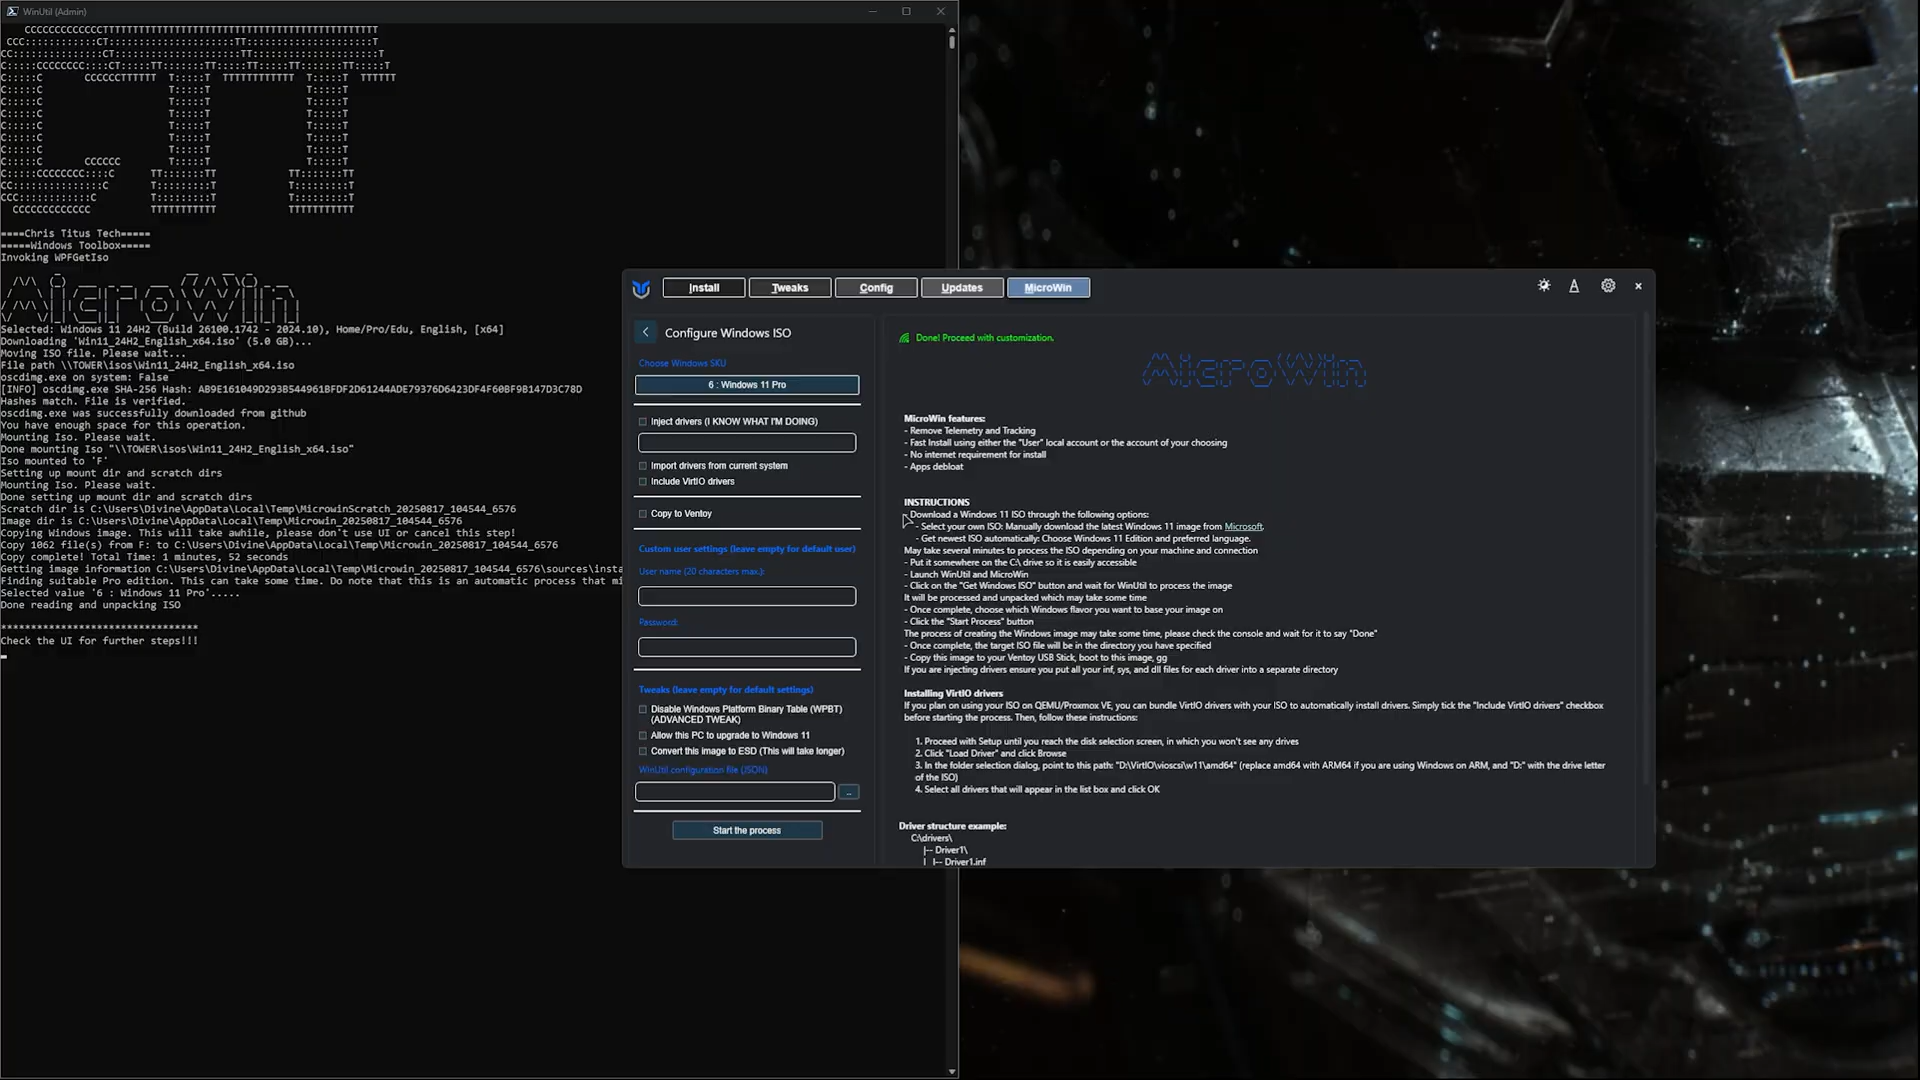 WinUtil (Admin)
CCCCCCCCCCCCCTTTTTTTTTTTTTTTTTTTTTTTTTTTTTTTTTTTTTTTTTTTTTT
CCC::::::::::::CT:::::::::::::::::::::TT:::::::::::::::::::::T
====Chris Titus Tech=====
=====Windows Toolbox=====
Invoking WPFGetIso
MicroWin
Selected: Windows 11 24H2 (Build 26100.1742 - 2024.10), Home/Pro/Edu, English, [x64]
Downloading 'Win11_24H2_English_x64.iso' (5.0 GB)...
Moving ISO file. Please wait...
File path \\TOWER\isos\Win11_24H2_English_x64.iso
oscdimg.exe on system: False
[INFO] oscdimg.exe SHA-256 Hash: AB9E161049D293B544961BFDF2D61244ADE79376D6423DF4F60BF9B147D3C78D
Hashes match. File is verified.
oscdimg.exe was successfully downloaded from github
You have enough space for this operation.
Mounting Iso. Please wait.
Done mounting Iso "\\TOWER\isos\Win11_24H2_English_x64.iso"
Iso mounted to 'F'
Setting up mount dir and scratch dirs
Mounting Iso. Please wait.
Done setting up mount dir and scratch dirs
Scratch dir is C:\Users\Divine\AppData\Local\Temp\MicrowinScratch_20250817_104544_6576
Image dir is C:\Users\Divine\AppData\Local\Temp\Microwin_20250817_104544_6576
Copying Windows image. This will take awhile, please don't use UI or cancel this step!
Copy 1062 file(s) from F: to C:\Users\Divine\AppData\Local\Temp\Microwin_20250817_104544_6576
Copy complete! Total Time: 1 minutes, 52 seconds
Getting image information C:\Users\Divine\AppData\Local\Temp\Microwin_20250817_104544_6576\sources\insta
Finding suitable Pro edition. This can take some time. Do note that this is an automatic process that mi
Selected value '6 : Windows 11 Pro'.....
Done reading and unpacking ISO
*********************************
Check the UI for further steps!!!
Install
Tweaks
Config
Updates
MicroWin
Configure Windows ISO
Choose Windows SKU
6 : Windows 11 Pro
Inject drivers (I KNOW WHAT I'M DOING)
Import drivers from current system
Include VirtIO drivers
Copy to Ventoy
Custom user settings (leave empty for default user)
User name (20 characters max.):
Password:
Tweaks (leave empty for default settings)
Disable Windows Platform Binary Table (WPBT)
(ADVANCED TWEAK)
Allow this PC to upgrade to Windows 11
Convert this image to ESD (This will take longer)
WinUtil configuration file (JSON)
..
Start the process
Done! Proceed with customization.
MicroWin
MicroWin features:
- Remove Telemetry and Tracking
- Fast Install using either the "User" local account or the account of your choosing
- No internet requirement for install
- Apps debloat
INSTRUCTIONS
- Download a Windows 11 ISO through the following options:
- Select your own ISO: Manually download the latest Windows 11 image from Microsoft.
- Get newest ISO automatically: Choose Windows 11 Edition and preferred language.
May take several minutes to process the ISO depending on your machine and connection
- Put it somewhere on the C:\ drive so it is easily accessible
- Launch WinUtil and MicroWin
- Click on the "Get Windows ISO" button and wait for WinUtil to process the image
It will be processed and unpacked which may take some time
- Once complete, choose which Windows flavor you want to base your image on
- Click the "Start Process" button
The process of creating the Windows image may take some time, please check the console and wait for it to say "Done"
- Once complete, the target ISO file will be in the directory you have specified
- Copy this image to your Ventoy USB Stick, boot to this image, gg
If you are injecting drivers ensure you put all your inf, sys, and dll files for each driver into a separate directory
Installing VirtIO drivers
If you plan on using your ISO on QEMU/Proxmox VE, you can bundle VirtIO drivers with your ISO to automatically install drivers. Simply tick the "Include VirtIO drivers" checkbox
before starting the process. Then, follow these instructions:
1. Proceed with Setup until you reach the disk selection screen, in which you won't see any drives
2. Click "Load Driver" and click Browse
3. In the folder selection dialog, point to this path: "D:\VirtIO\vioscsi\w11\amd64" (replace amd64 with ARM64 if you are using Windows on ARM, and "D:" with the drive letter
of the ISO)
4. Select all drivers that will appear in the list box and click OK
Driver structure example:
C:\drivers\
|-- Driver1\
| |-- Driver1.inf